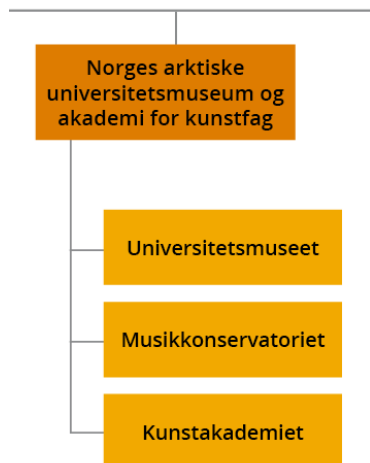 Norges arktiske
universitetsmuseum og
akademi for kunstfag
Universitetsmuseet
Musikkonservatoriet
Kunstakademiet